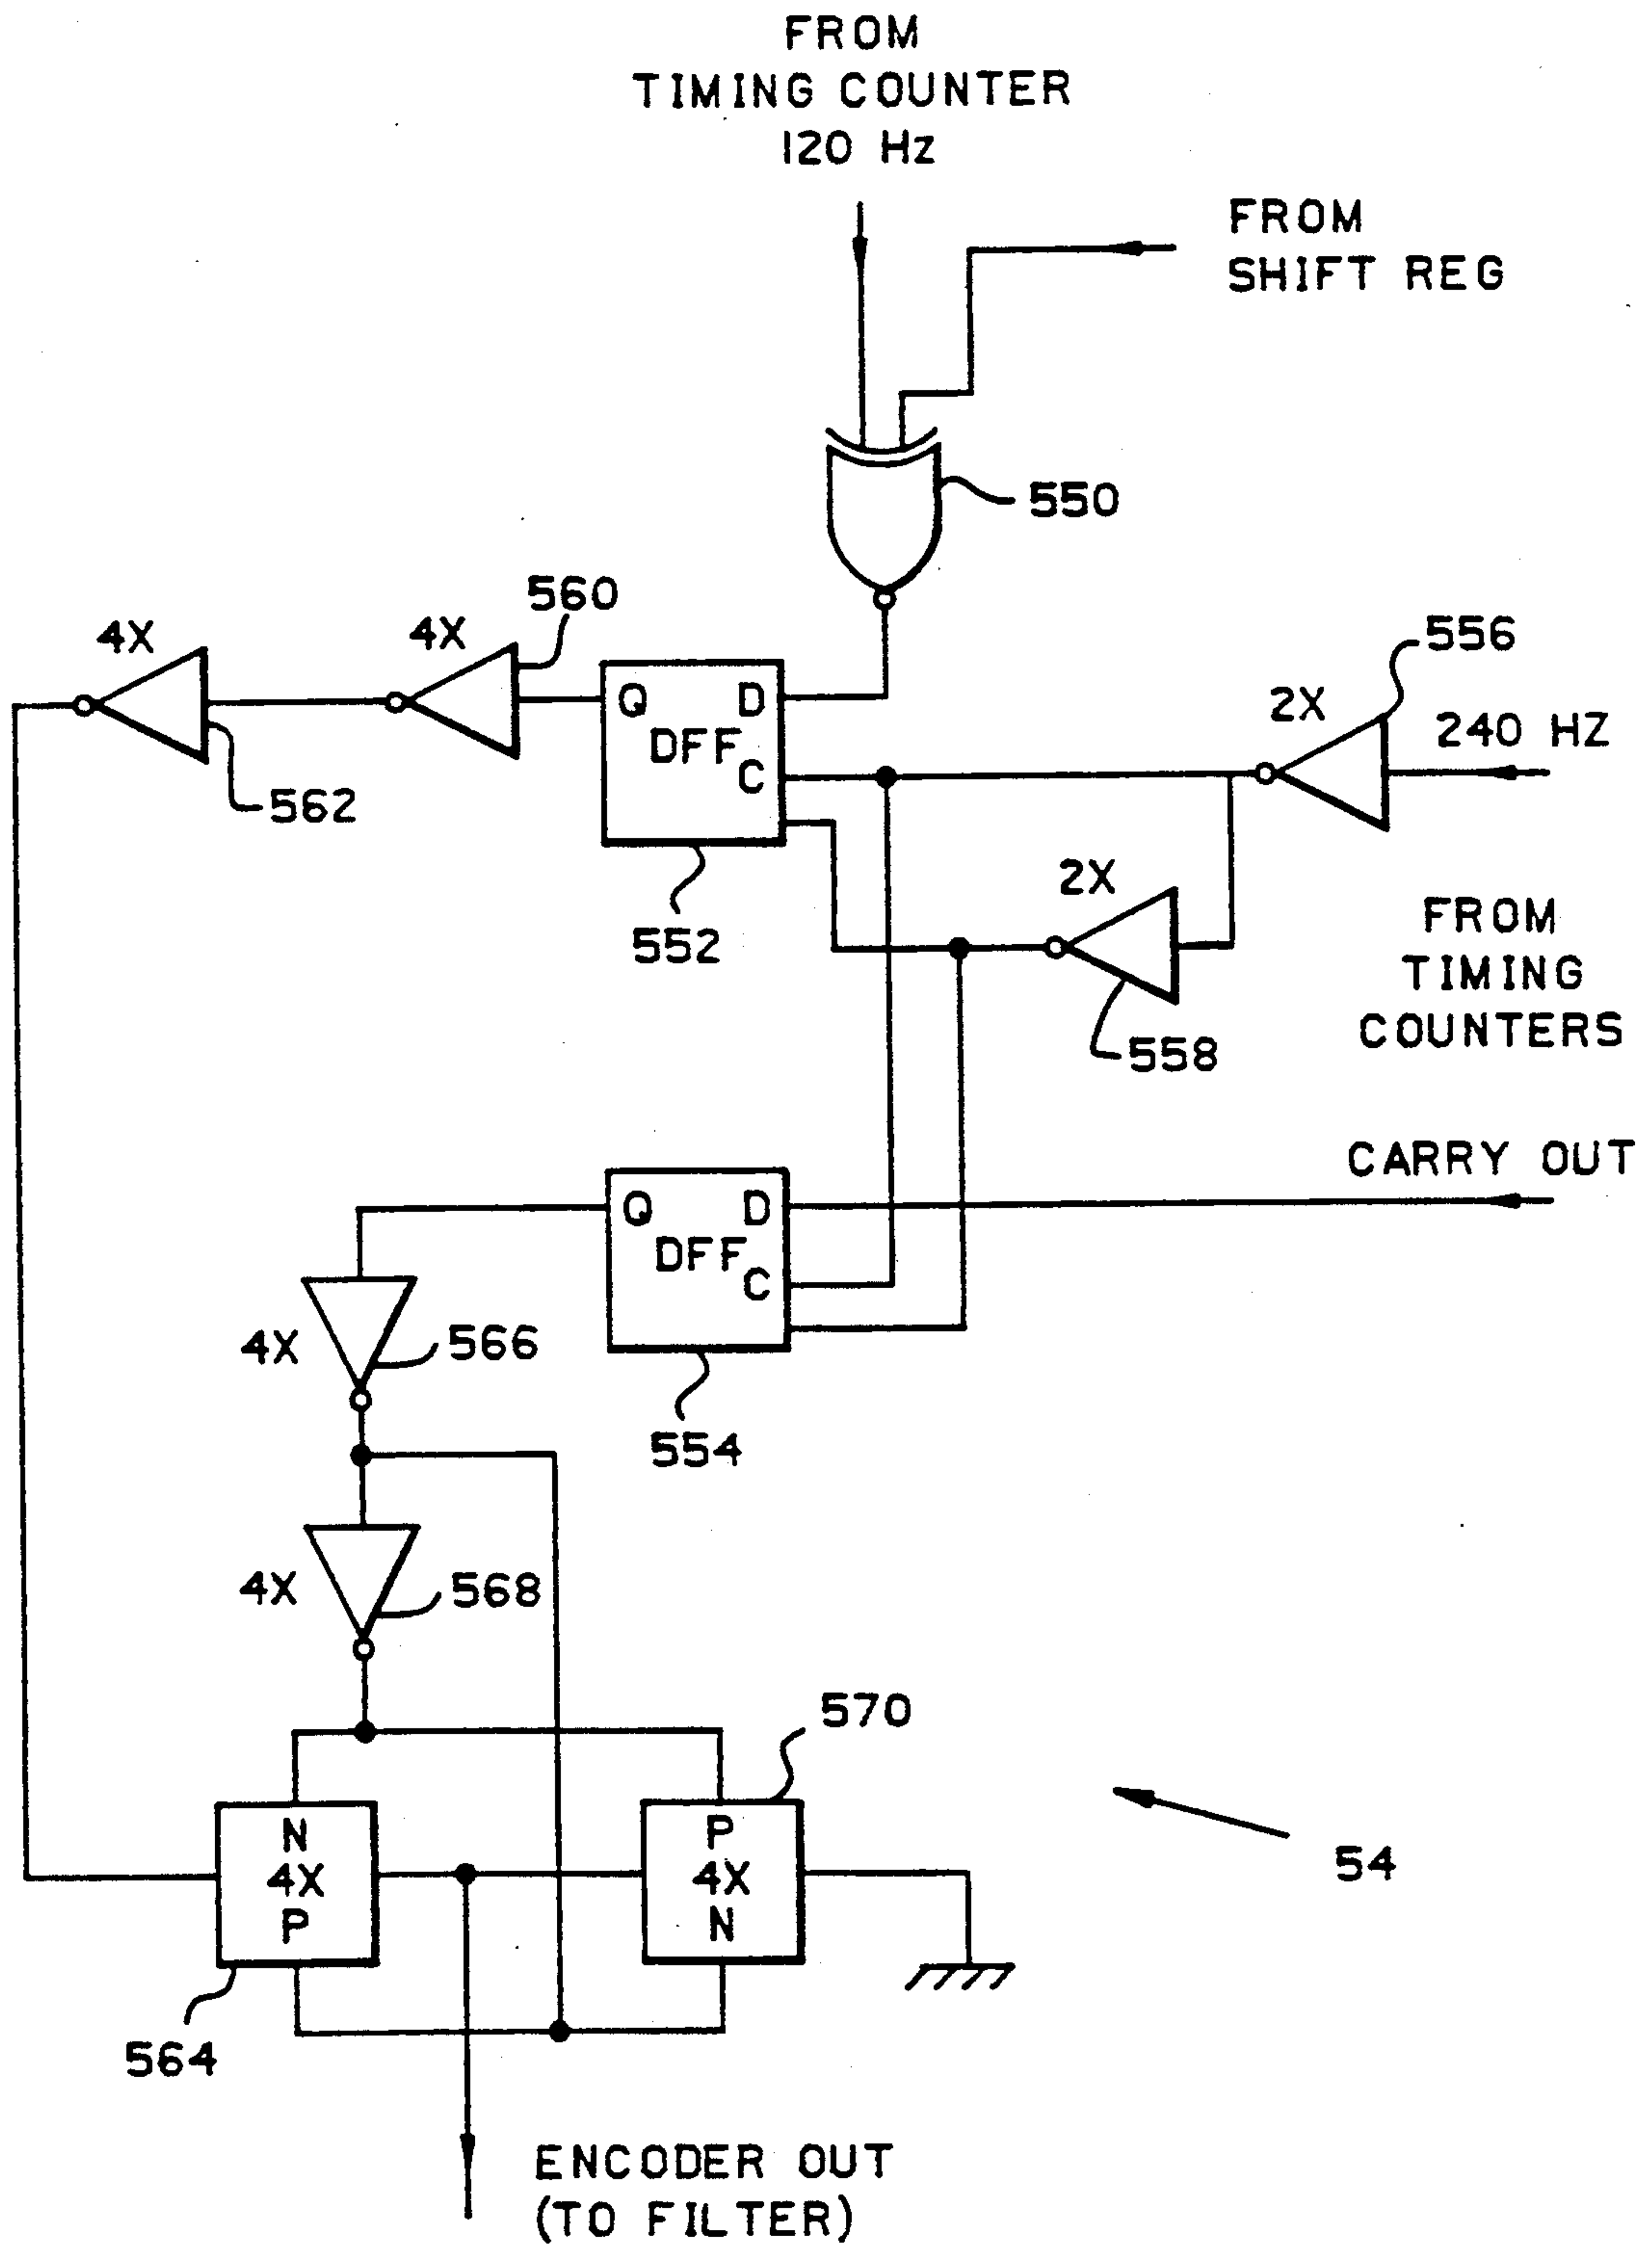 FROM
TIMING COUNTER
120 Hz
FROM
SHIFT REG
550
560
4X
4X
556
2X
240 HZ
Q D
DFF
C
562
552
2X
558
FROM
TIMING
COUNTERS
CARRY OUT
Q D
DFF
C
4X
566
554
4X
568
570
N
4X
P
P
4X
N
54
564
ENCODER OUT
(TO FILTER)